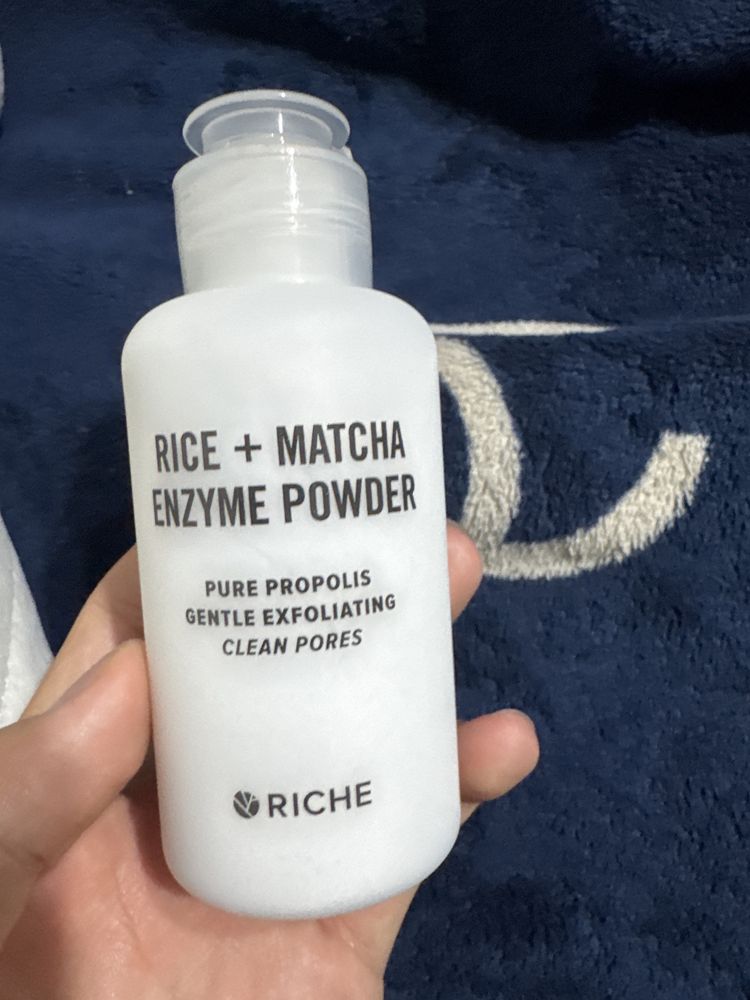 RICE + MATCHA
ENZYME POWDER
PURE PROPOLIS
GENTLE EXFOLIATING
CLEAN PORES
RICHE